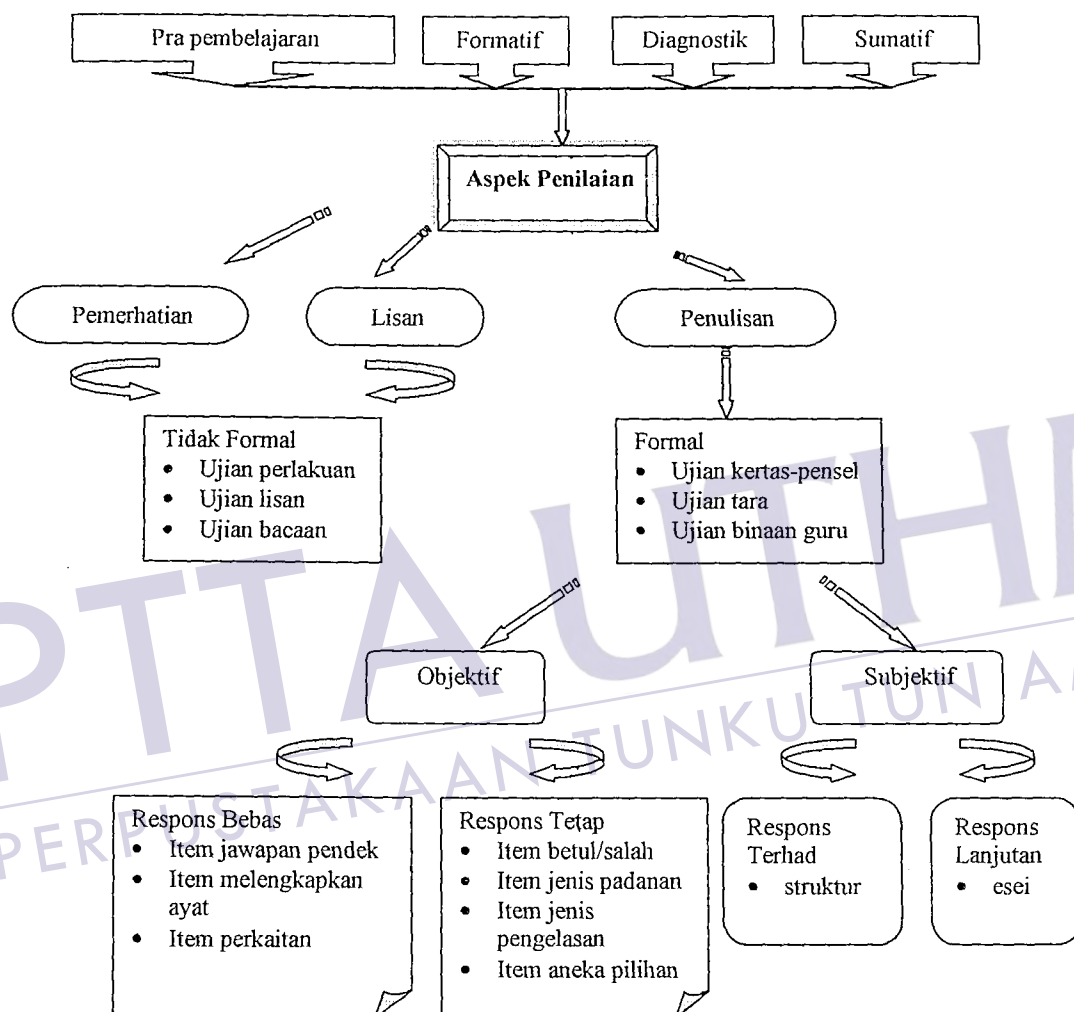 Pra pembelajaran
Formatif
Diagnostik
Sumatif
Aspek Penilaian
Pemerhatian
Lisan
Penulisan
Tidak Formal
• Ujian perlakuan
• Ujian lisan
• Ujian bacaan
Formal
• Ujian kertas-pensel
• Ujian tara
• Ujian binaan guru
Objektif
Subjektif
Respons Bebas
• Item jawapan pendek
• Item melengkapkan
ayat
• Item perkaitan
Respons Tetap
• Item betul/salah
• Item jenis padanan
• Item jenis
pengelasan
• Item aneka pilihan
Respons
Terhad
• struktur
Respons
Lanjutan
• esei
PTTA UTH
PERPUSTAKAAN TUNKU TUN